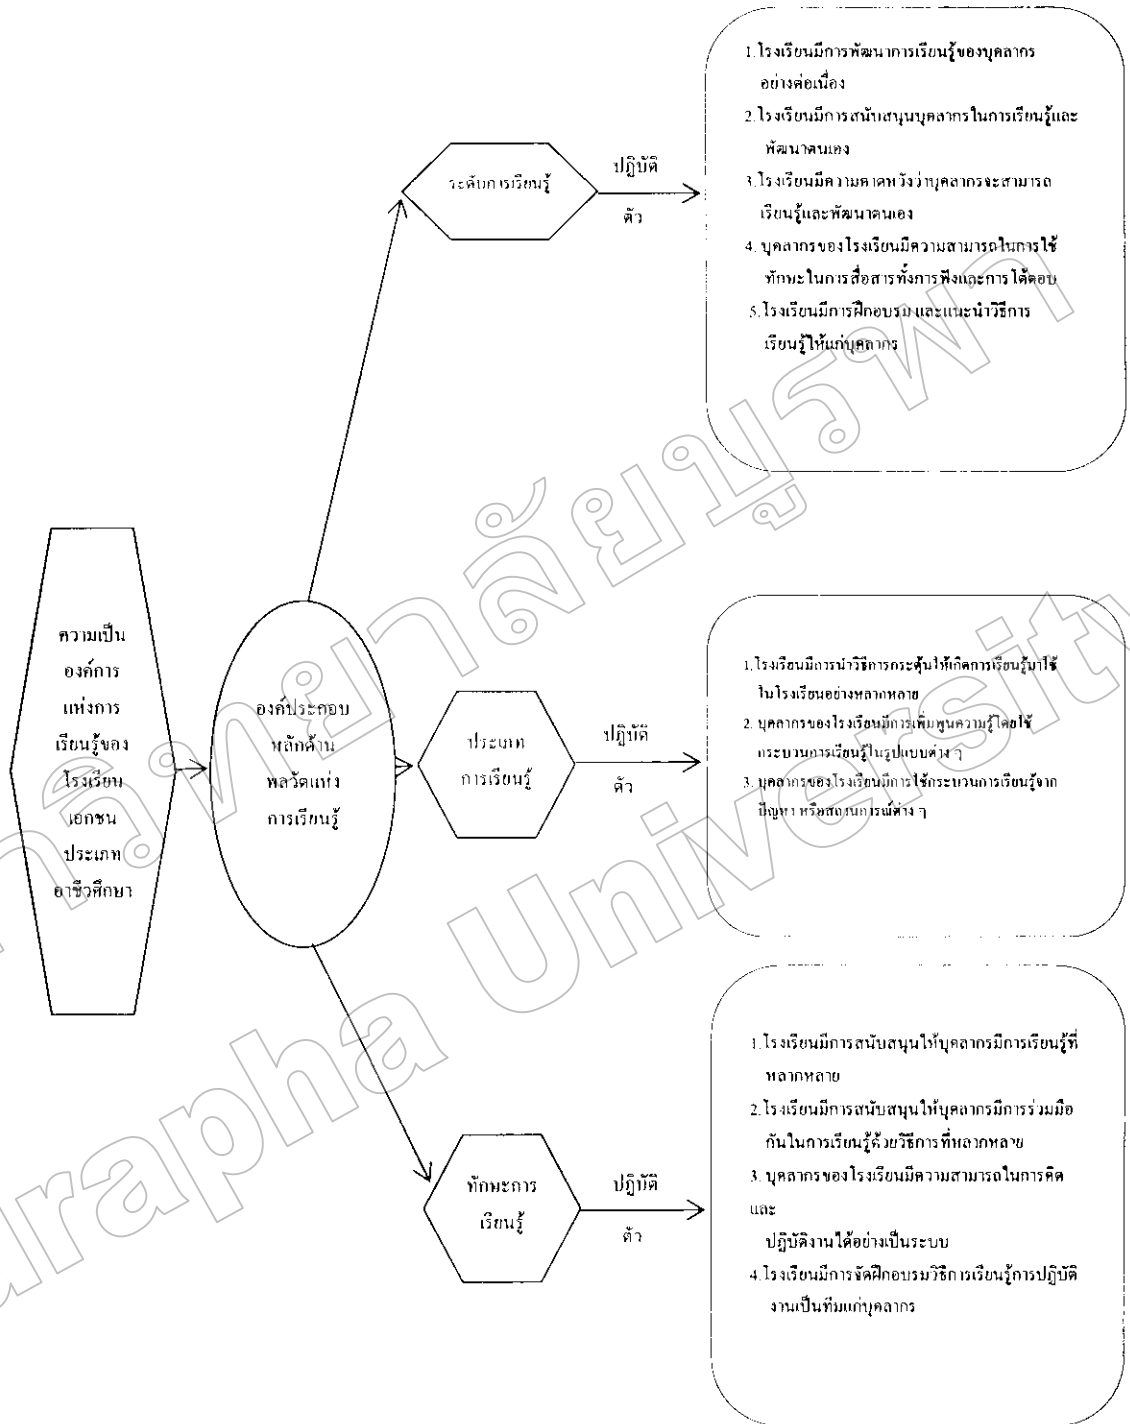 ความเป็น
องค์การ
แห่งการ
เรียนรู้ของ
โรงเรียน
เอกชน
ประเภท
อาชีวศึกษา
องค์ประกอบ
หลักด้าน
พลวัตแห่ง
การเรียนรู้
ระดับการเรียนรู้
ปฏิบัติ
ตัว
1.โรงเรียนมีการพัฒนาการเรียนรู้ของบุคลากร
อย่างต่อเนื่อง
2.โรงเรียนมีการสนับสนุนบุคลากรในการเรียนรู้และ
พัฒนาตนเอง
3.โรงเรียนมีความคาดหวังว่าบุคลากรจะสามารถ
เรียนรู้และพัฒนาตนเอง
4. บุคลากรของโรงเรียนมีความสามารถในการใช้
ทักษะในการสื่อสารทั้งการฟังและการโต้ตอบ
5.โรงเรียนมีการฝึกอบรม และแนะนำวิธีการ
เรียนรู้ให้แก่บุคลากร
ประเภท
การเรียนรู้
ปฏิบัติ
ตัว
1.โรงเรียนมีการนำวิธีการกระตุ้นให้เกิดการเรียนรู้มาใช้
ในโรงเรียนอย่างหลากหลาย
2. บุคลากรของโรงเรียนมีการเพิ่มพูนความรู้โดยใช้
กระบวนการเรียนรู้ในรูปแบบต่าง ๆ
3. บุคลากรของโรงเรียนมีการใช้กระบวนการเรียนรู้จาก
ปัญหา หรือสถานการณ์ต่าง ๆ
ทักษะการ
เรียนรู้
ปฏิบัติ
ตัว
1.โรงเรียนมีการสนับสนุนให้บุคลากรมีการเรียนรู้ที่
หลากหลาย
2.โรงเรียนมีการสนับสนุนให้บุคลากรมีการร่วมมือ
กันในการเรียนรู้ด้วยวิธีการที่หลากหลาย
3. บุคลากรของโรงเรียนมีความสามารถในการคิด
และ
ปฏิบัติงานได้อย่างเป็นระบบ
4.โรงเรียนมีการจัดฝึกอบรมวิธีการเรียนรู้การปฏิบัติ
งานเป็นทีมแก่บุคลากร
วิทยาลัยบูรพา
urapha University